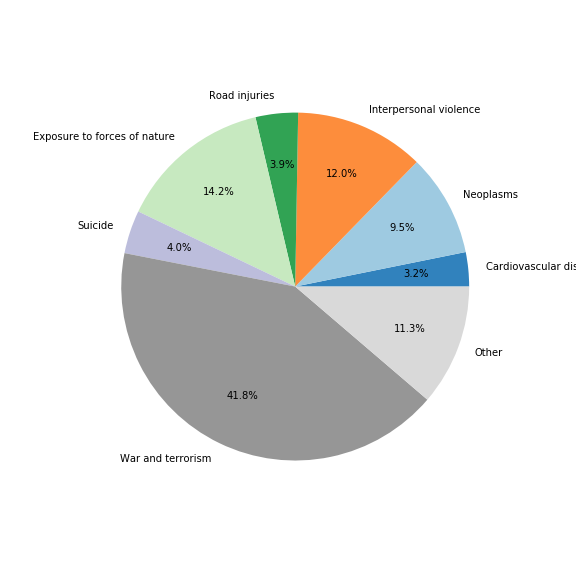 Road injuries
Interpersonal violence
Exposure to forces of nature
3.9%
12.0%
14.2%
Neoplasms
Suicide
9.5%
4.0%
Cardiovascular dis
3.2%
11.3%
Other
41.8%
War and terrorism